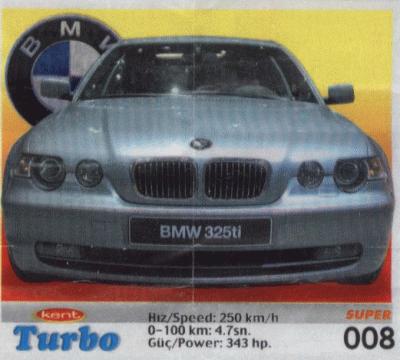 BMW
BMW 325ti
kent
Turbo
Hız/Speed: 250 km/h
0-100 km: 4.7sn.
Güç/Power: 343 hp.
SUPER
008